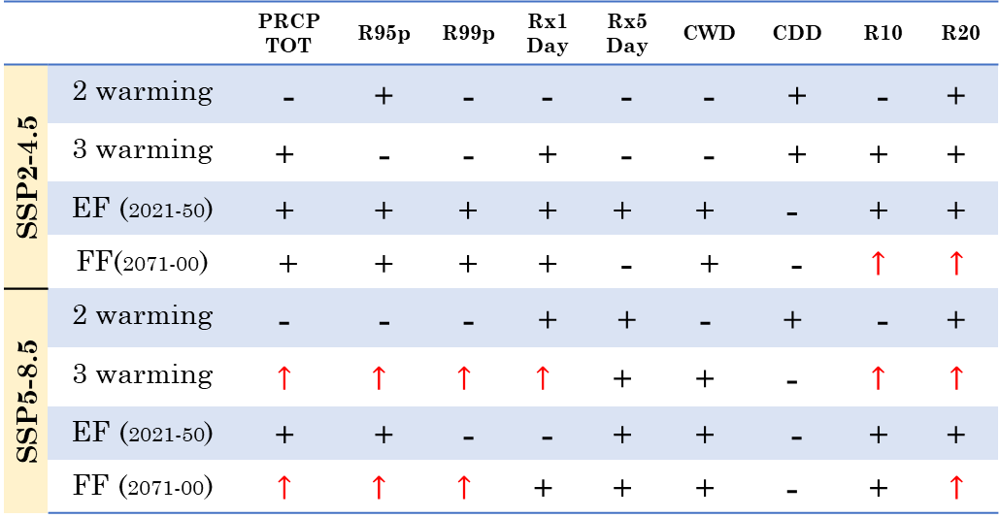 PRCP TOT R95p R99p Rx1 Day Rx5 Day CWD CDD R10 R20
SSP2-4.5
2 warming - + - - - - + - +
3 warming + - - + - - + + +
EF (2021-50) + + + + + + - + +
FF(2071-00) + + + + - + - ↑ ↑
SSP5-8.5
2 warming - - - + + - + - +
3 warming ↑ ↑ ↑ ↑ + + - ↑ ↑
EF (2021-50) + + - - + + - + +
FF (2071-00) ↑ ↑ ↑ + + + - + ↑